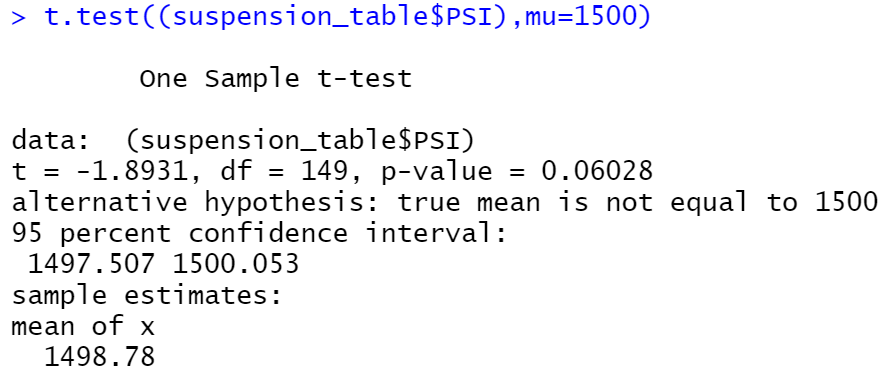 > t.test((suspension_table$PSI),mu=1500)
One Sample t-test
data:  (suspension_table$PSI)
t = -1.8931, df = 149, p-value = 0.06028
alternative hypothesis: true mean is not equal to 1500
95 percent confidence interval:
1497.507 1500.053
sample estimates:
mean of x
1498.78